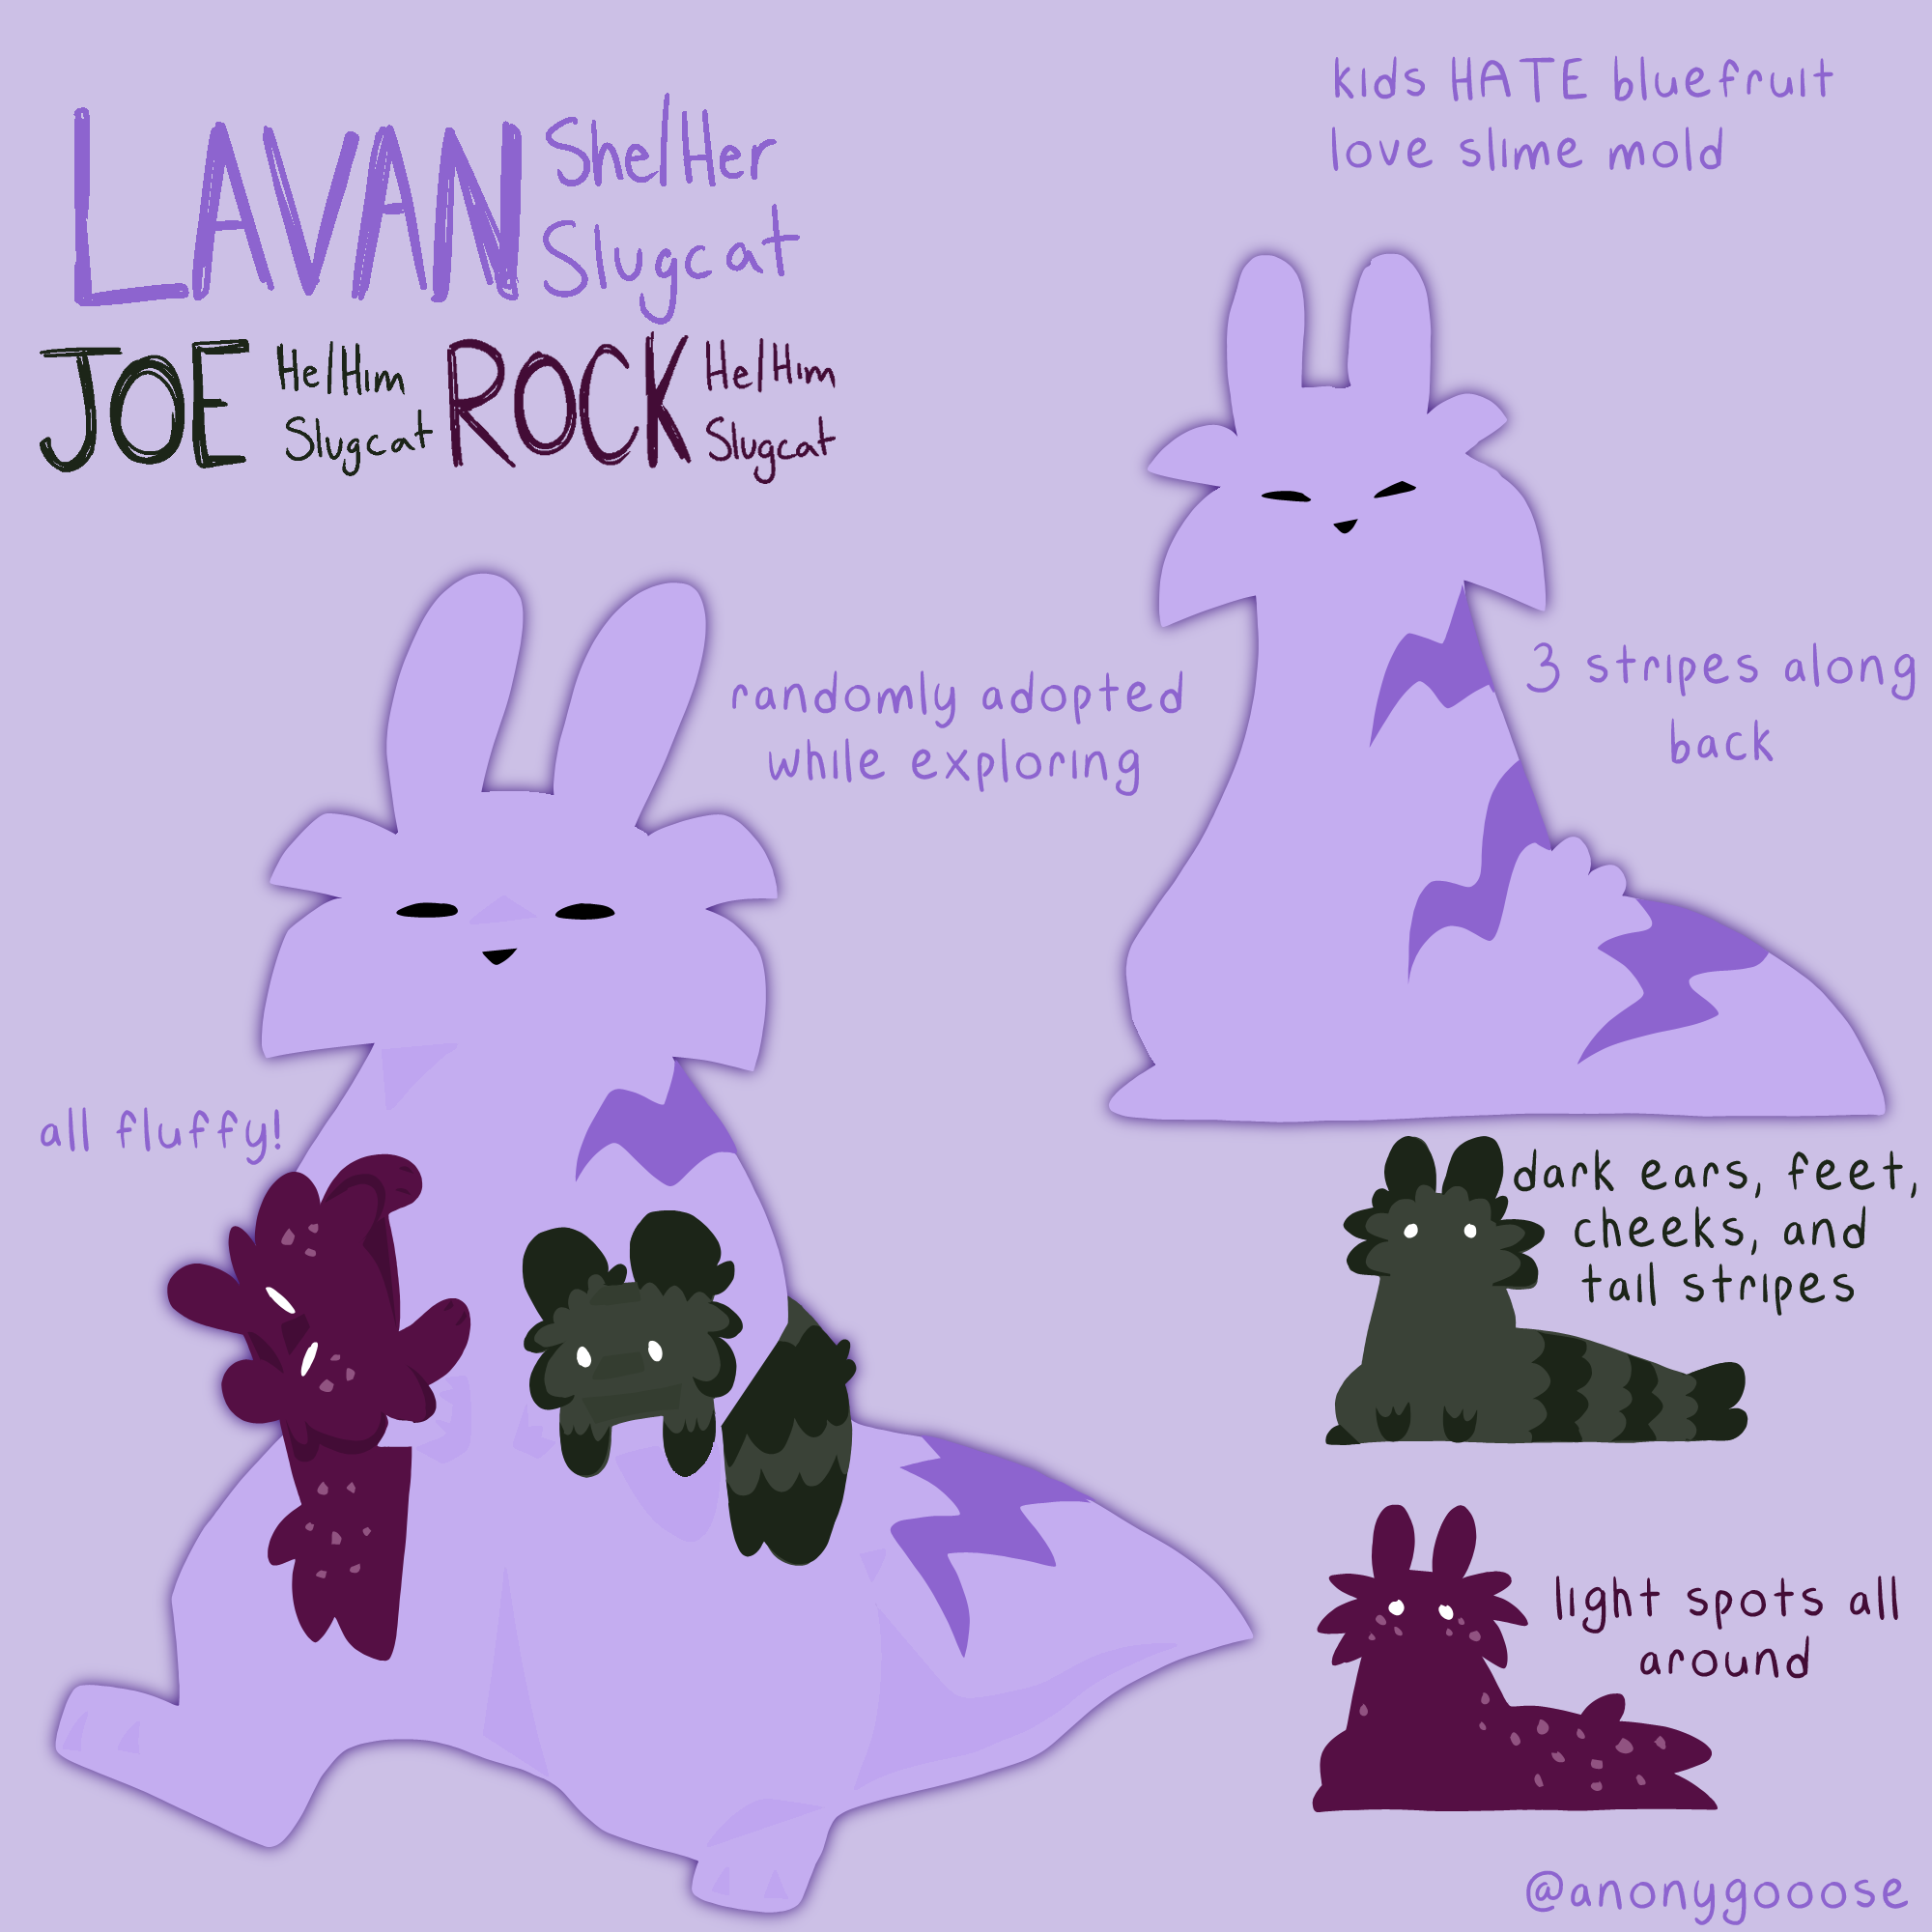 LAVAN She/Her
Slugcat
JOE He/Him
Slugcat
ROCK He/Him
Slugcat
kids HATE bluefruit
love slime mold
randomly adopted
while exploring
3 stripes along
back
all fluffy!
dark ears, feet,
cheeks, and
tail stripes
light spots all
around
@anonygooose